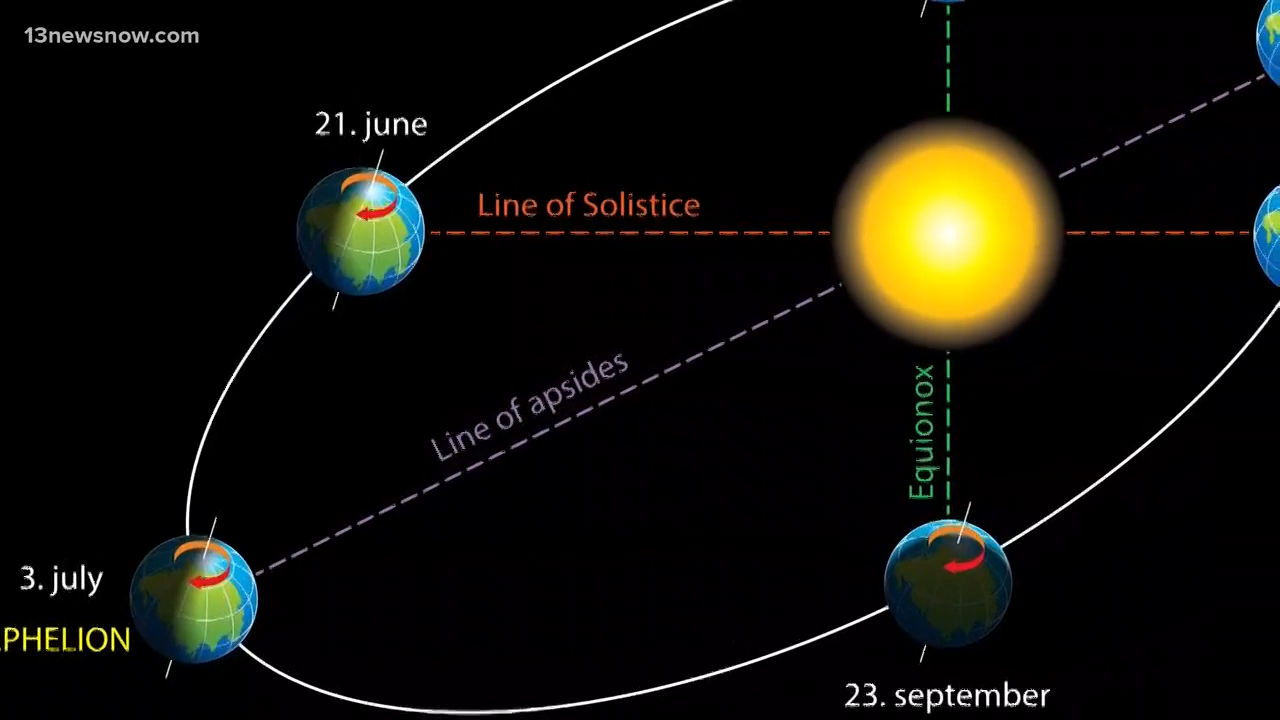 13newsnow.com
21. june
Line of Solistice
Line of apsides
Equionox
3. july
PHELION
23. september